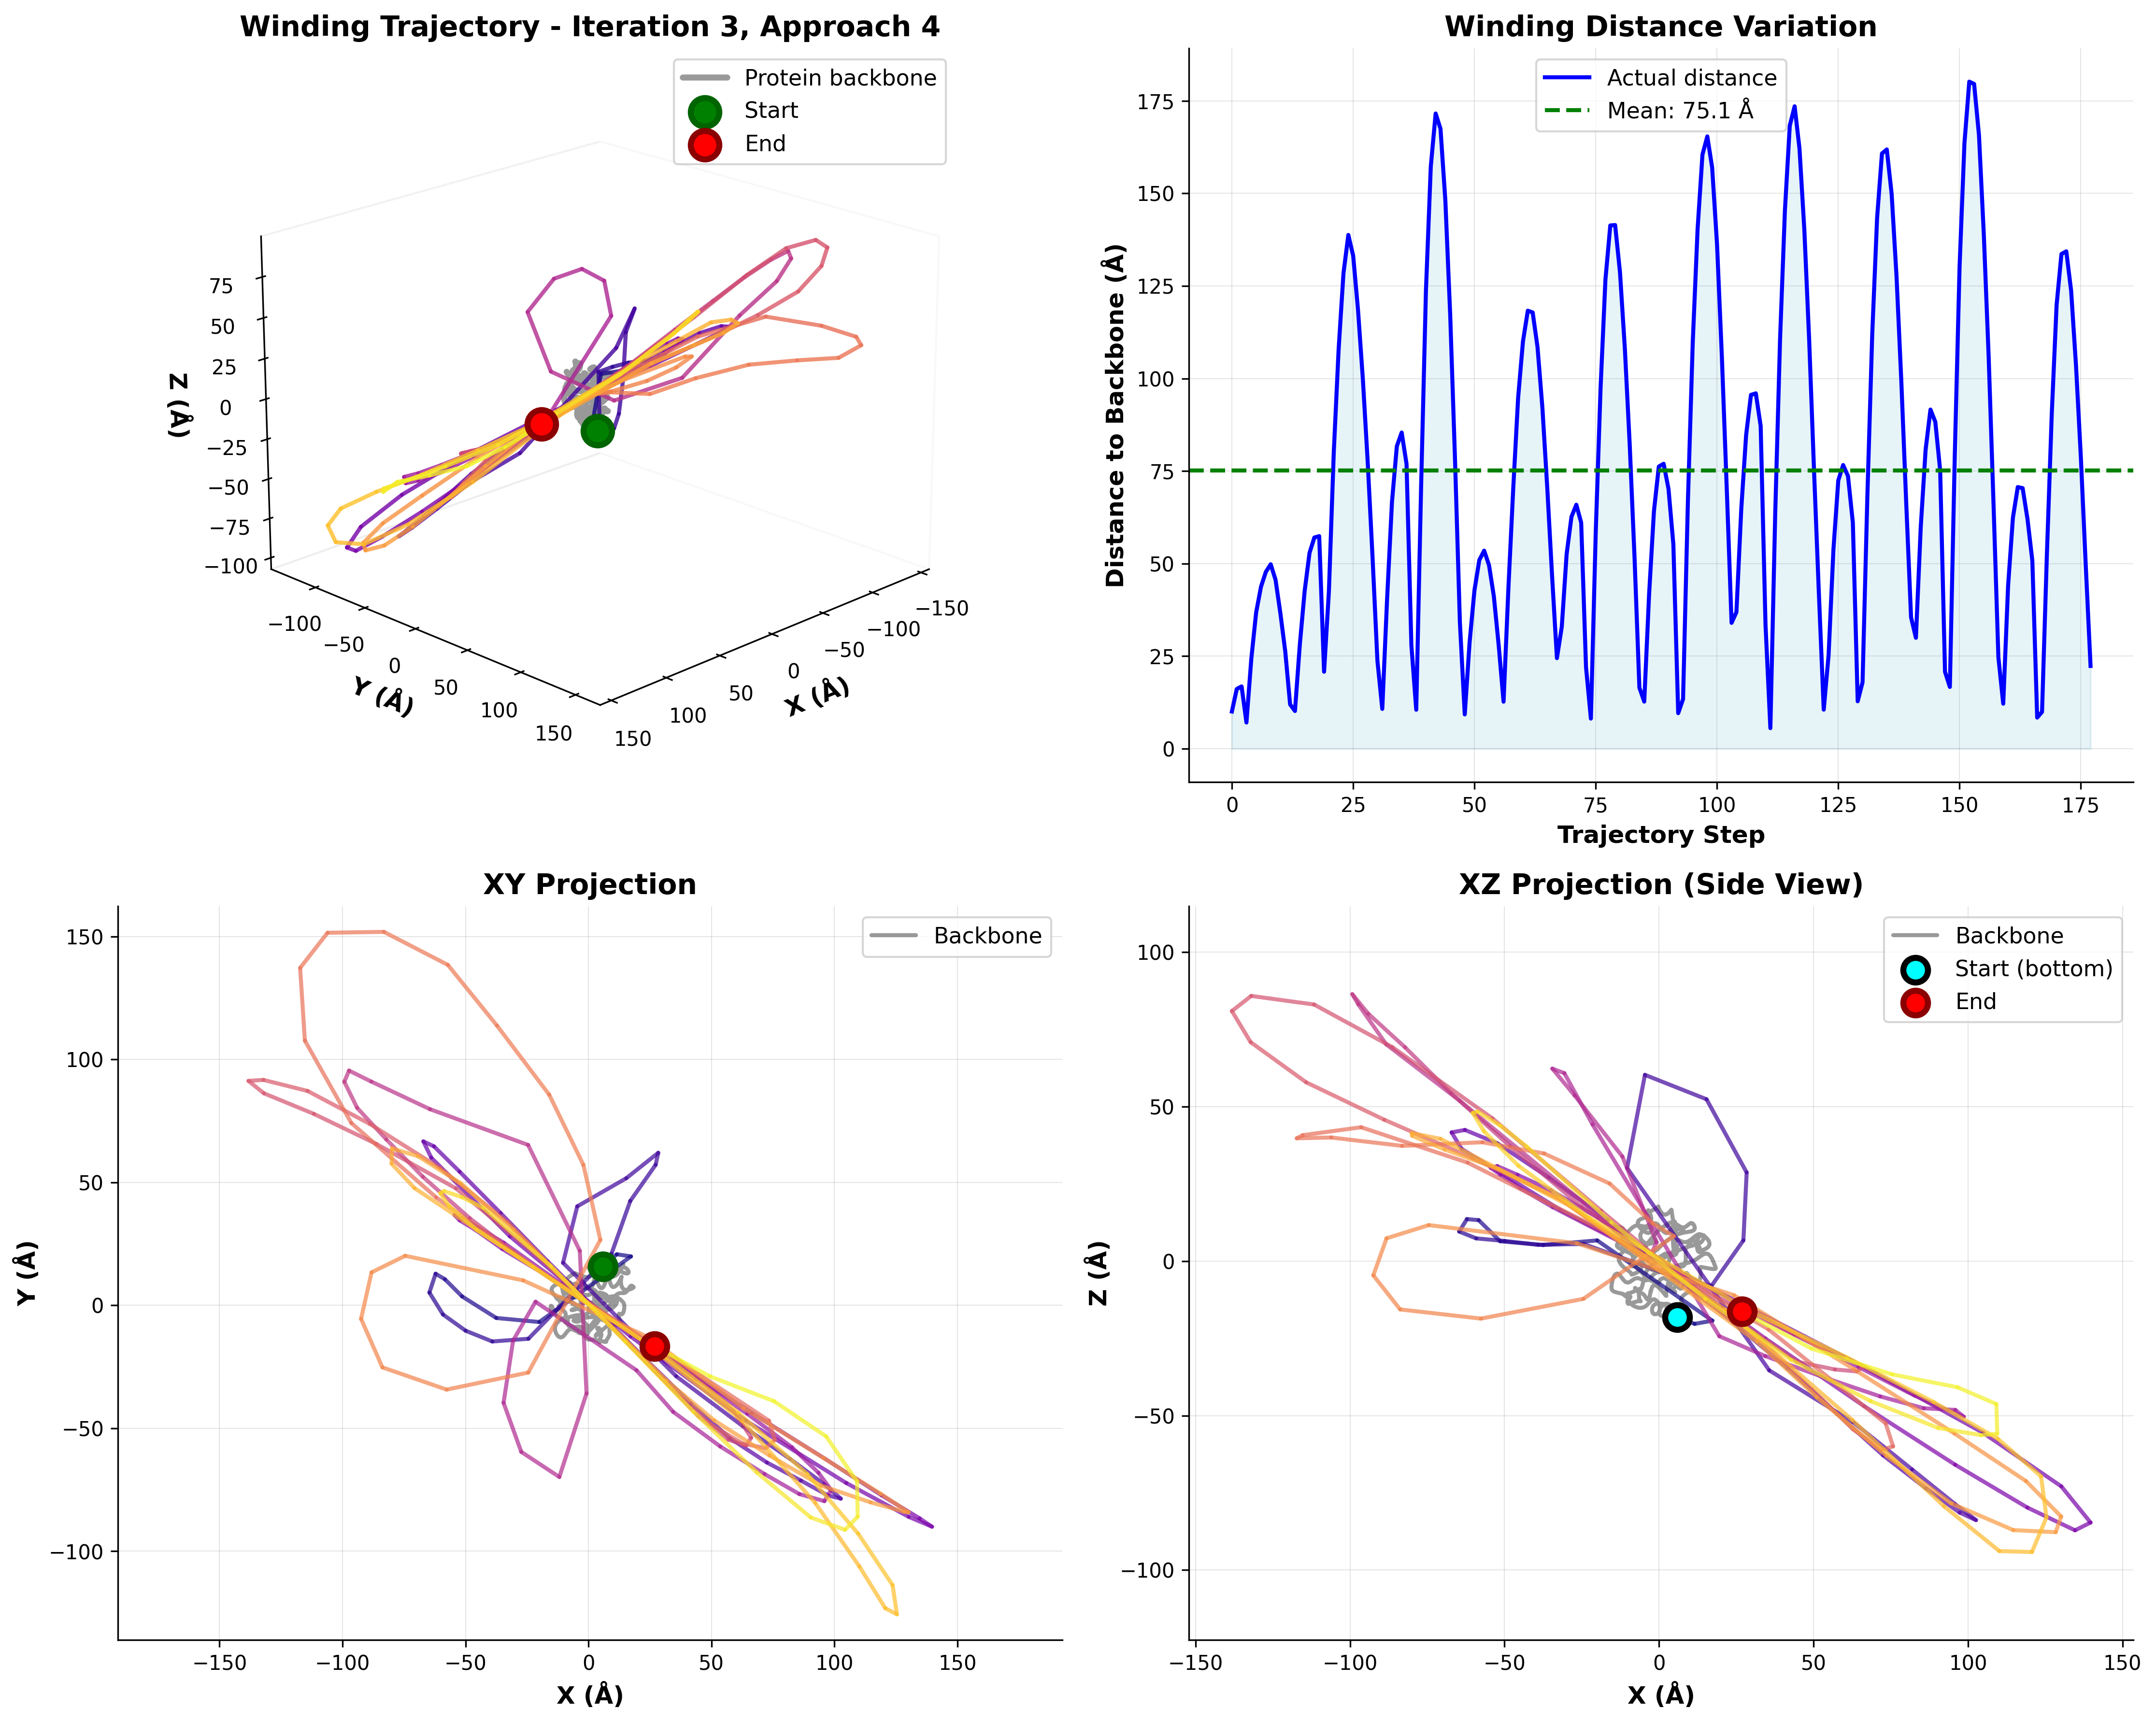 Winding Trajectory - Iteration 3, Approach 4
Protein backbone
Start
End
75
50
25
0
−25
−50
−75
−100
Z (Å)
−100
−50
0
50
100
150
Y (Å)
150
100
50
0
−50
−100
−150
X (Å)
Winding Distance Variation
Actual distance
Mean: 75.1 Å
175
150
125
100
75
50
25
0
Distance to Backbone (Å)
0
25
50
75
100
125
150
175
Trajectory Step
XY Projection
Backbone
150
100
50
0
−50
−100
Y (Å)
−150
−100
−50
0
50
100
150
X (Å)
XZ Projection (Side View)
Backbone
Start (bottom)
End
100
50
0
−50
−100
Z (Å)
−150
−100
−50
0
50
100
150
X (Å)